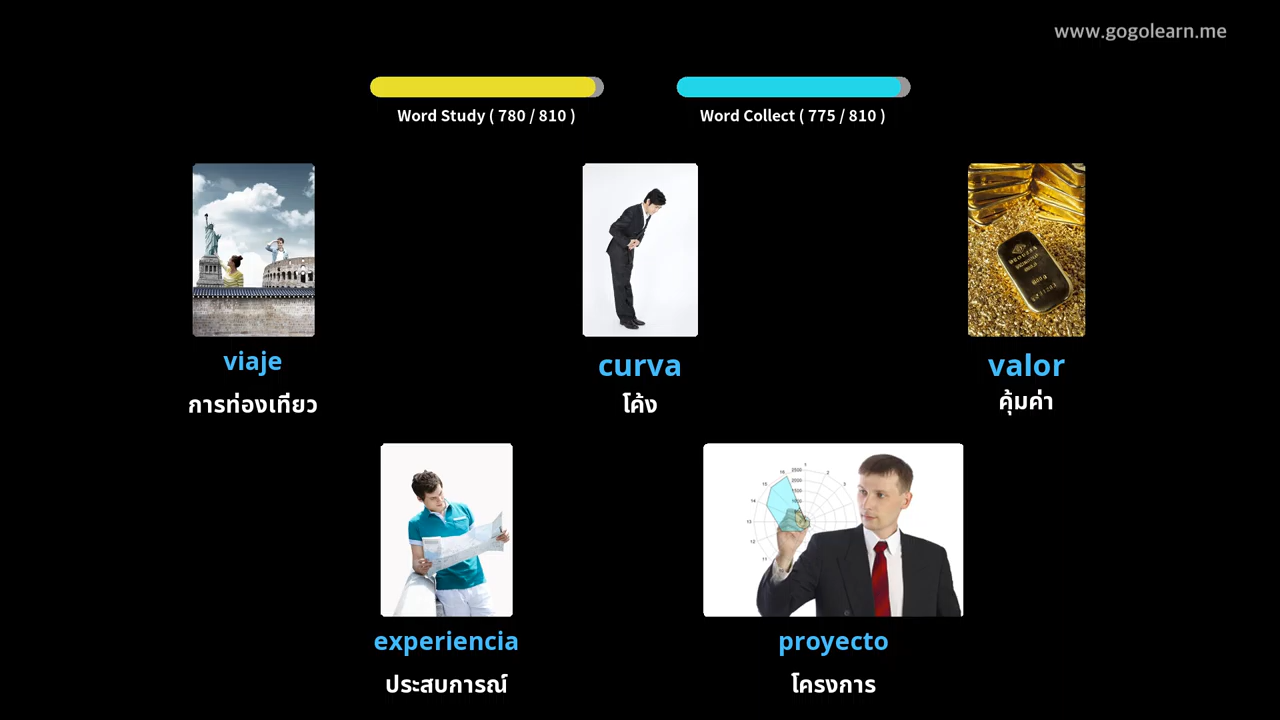 www.gogolearn.me
Word Study ( 780 / 810 )
Word Collect ( 775 / 810 )
viaje
การท่องเที่ยว
curva
โค้ง
valor
คุ้มค่า
experiencia
ประสบการณ์
proyecto
โครงการ